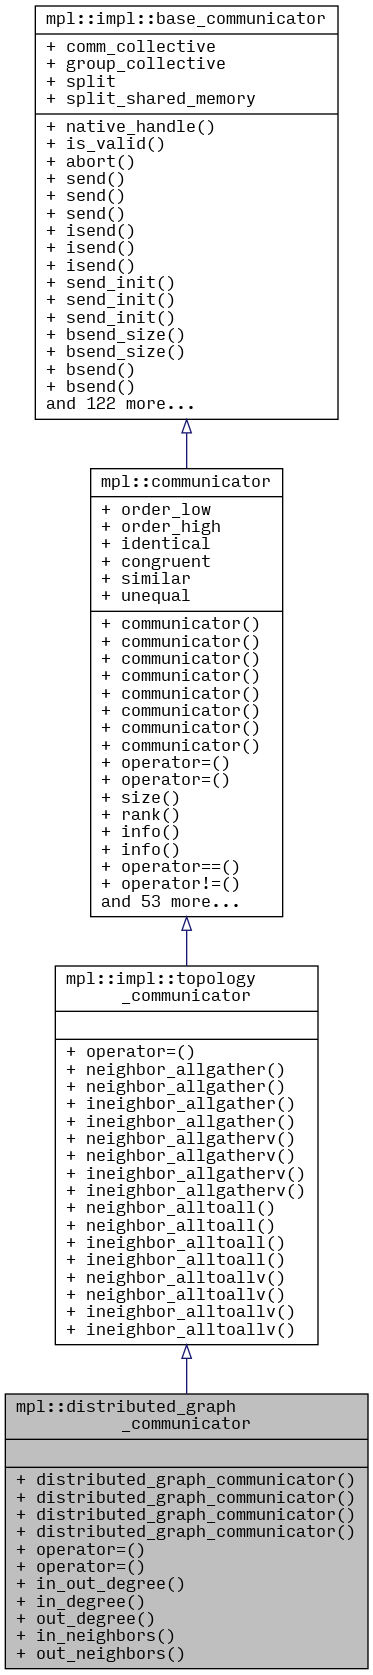 mpl::impl::base_communicator
+ comm_collective
+ group_collective
+ split
+ split_shared_memory
+ native_handle()
+ is_valid()
+ abort()
+ send()
+ send()
+ send()
+ isend()
+ isend()
+ isend()
+ send_init()
+ send_init()
+ send_init()
+ bsend_size()
+ bsend_size()
+ bsend()
+ bsend()
and 122 more...
mpl::communicator
+ order_low
+ order_high
+ identical
+ congruent
+ similar
+ unequal
+ communicator()
+ communicator()
+ communicator()
+ communicator()
+ communicator()
+ communicator()
+ communicator()
+ communicator()
+ operator=()
+ operator=()
+ size()
+ rank()
+ info()
+ info()
+ operator==()
+ operator!=()
and 53 more...
mpl::impl::topology
_communicator
+ operator=()
+ neighbor_allgather()
+ neighbor_allgather()
+ ineighbor_allgather()
+ ineighbor_allgather()
+ neighbor_allgatherv()
+ neighbor_allgatherv()
+ ineighbor_allgatherv()
+ ineighbor_allgatherv()
+ neighbor_alltoall()
+ neighbor_alltoall()
+ ineighbor_alltoall()
+ ineighbor_alltoall()
+ neighbor_alltoallv()
+ neighbor_alltoallv()
+ ineighbor_alltoallv()
+ ineighbor_alltoallv()
mpl::distributed_graph
_communicator
+ distributed_graph_communicator()
+ distributed_graph_communicator()
+ distributed_graph_communicator()
+ distributed_graph_communicator()
+ operator=()
+ operator=()
+ in_out_degree()
+ in_degree()
+ out_degree()
+ in_neighbors()
+ out_neighbors()